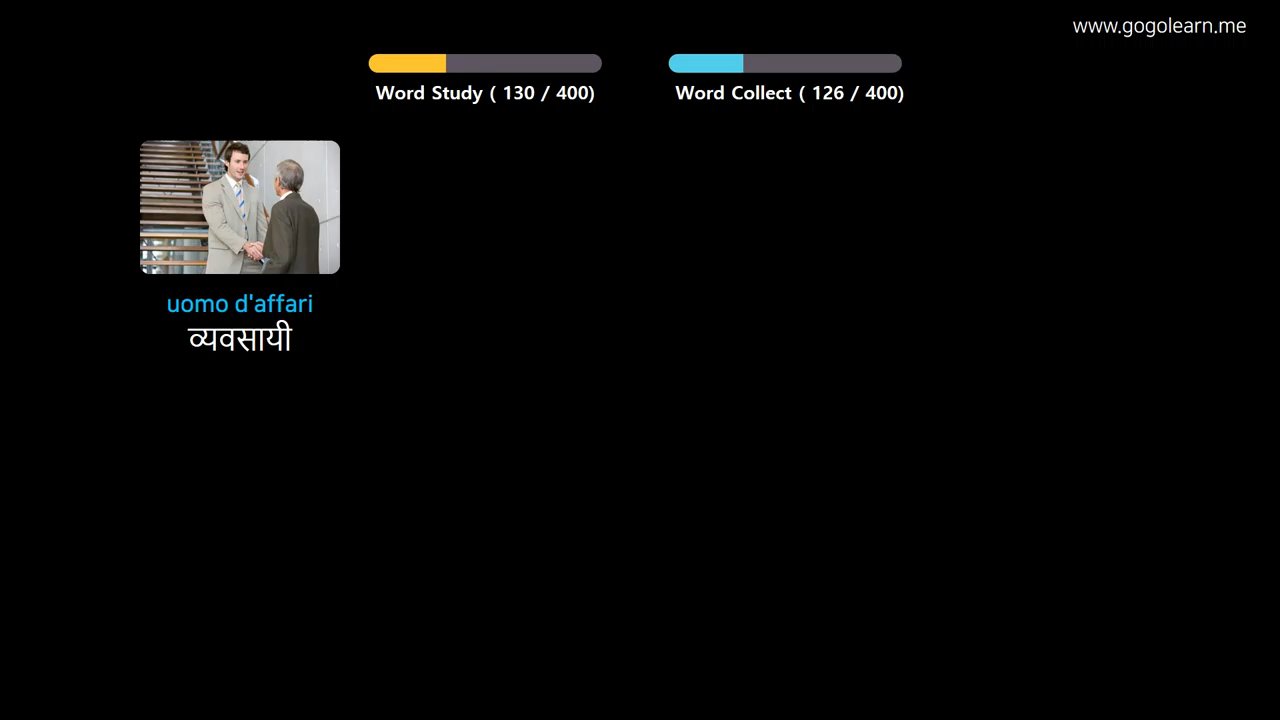 www.gogolearn.me
Word Study ( 130 / 400)
Word Collect ( 126 / 400)
uomo d'affari
व्यवसायी